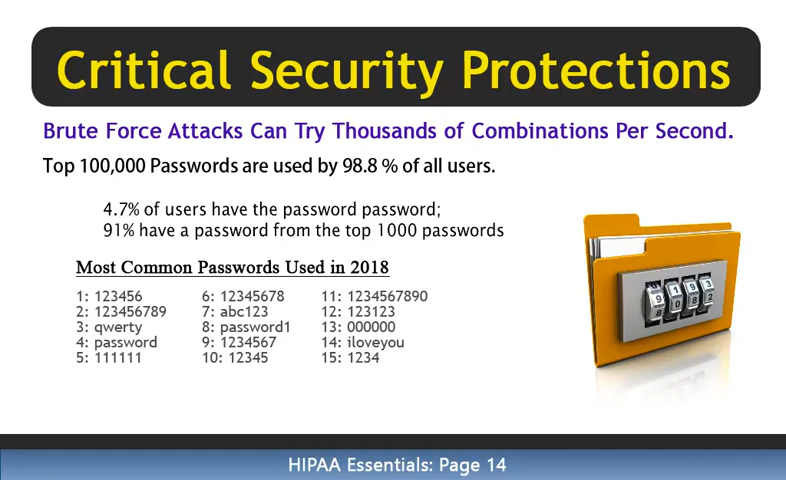 Critical Security Protections
Brute Force Attacks Can Try Thousands of Combinations Per Second.
Top 100,000 Passwords are used by 98.8 % of all users.
4.7% of users have the password password;
91% have a password from the top 1000 passwords
Most Common Passwords Used in 2018
1: 123456
2: 123456789
3: qwerty
4: password
5: 111111
6: 12345678
7: abc123
8: password1
9: 1234567
10: 12345
11: 1234567890
12: 123123
13: 000000
14: iloveyou
15: 1234
HIPAA Essentials: Page 14